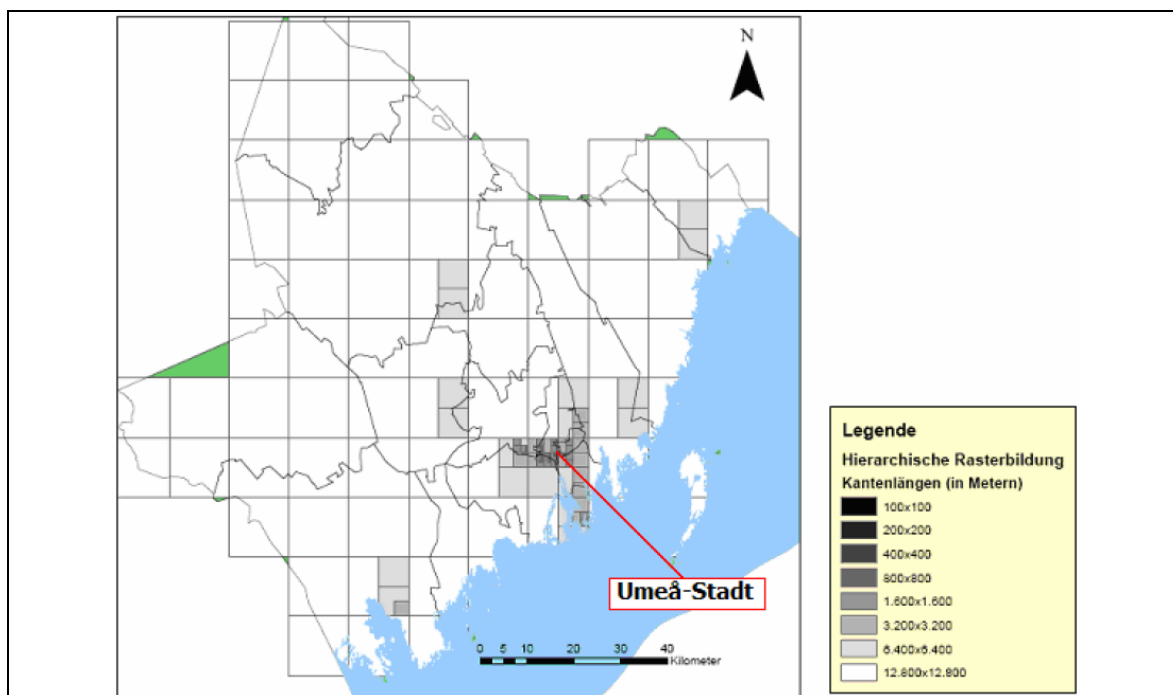 N
Umeå-Stadt
0 5 10 20 30 40
Kilometer
Legende
Hierarchische Rasterbildung
Kantenlängen (in Metern)
100x100
200x200
400x400
800x800
1.600x1.600
3.200x3.200
6.400x6.400
12.800x12.800